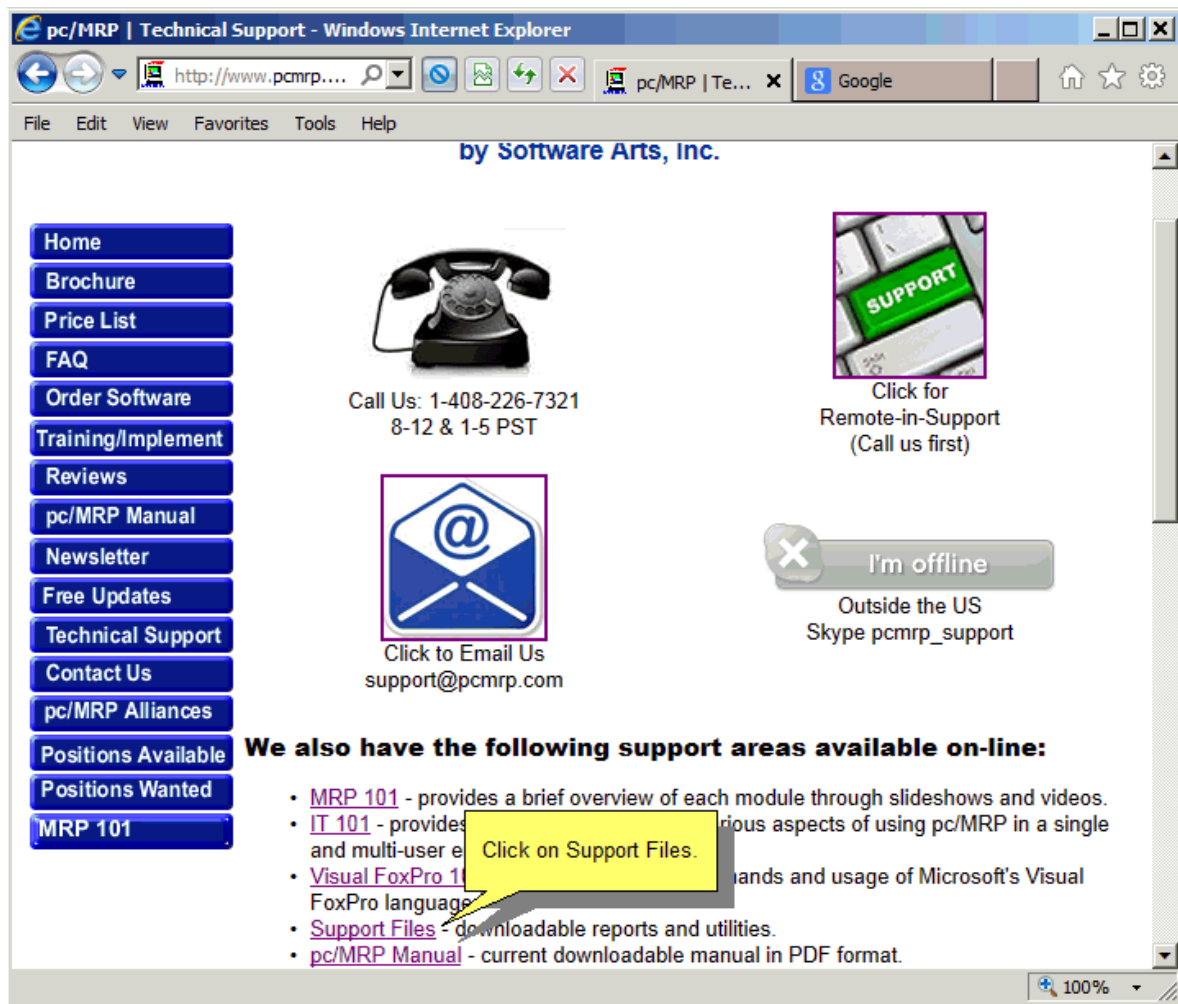 pc/MRP | Technical Support - Windows Internet Explorer
http://www.pcmrp....
pc/MRP | Te...
Google
File Edit View Favorites Tools Help
by Software Arts, Inc.
Home
Brochure
Price List
FAQ
Order Software
Training/Implement
Reviews
pc/MRP Manual
Newsletter
Free Updates
Technical Support
Contact Us
pc/MRP Alliances
Positions Available
Positions Wanted
MRP 101
Call Us: 1-408-226-7321
8-12 & 1-5 PST
SUPPORT
Click for
Remote-in-Support
(Call us first)
@
Click to Email Us
support@pcmrp.com
I'm offline
Outside the US
Skype pcmrp_support
We also have the following support areas available on-line:
• MRP 101 - provides a brief overview of each module through slideshows and videos.
• IT 101 - provides rious aspects of using pc/MRP in a single
and multi-user e
• Visual FoxPro 10 ands and usage of Microsoft's Visual
FoxPro language
Click on Support Files.
• Support Files - downloadable reports and utilities.
• pc/MRP Manual - current downloadable manual in PDF format.
100%